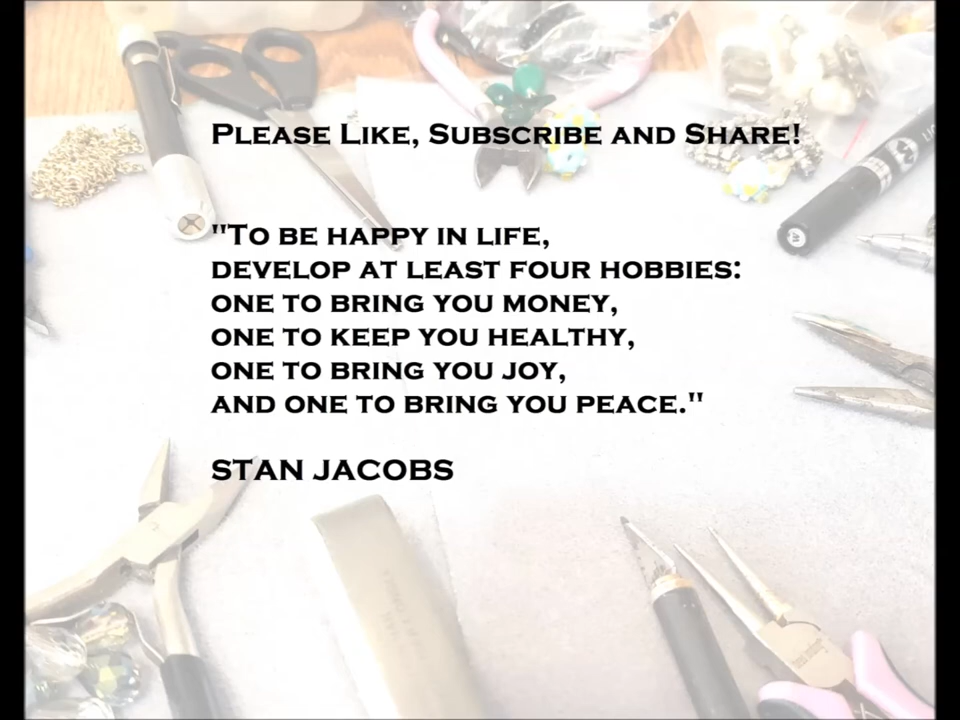 Please Like, Subscribe and Share!
"To be happy in life,
develop at least four hobbies:
one to bring you money,
one to keep you healthy,
one to bring you joy,
and one to bring you peace."
STAN JACOBS